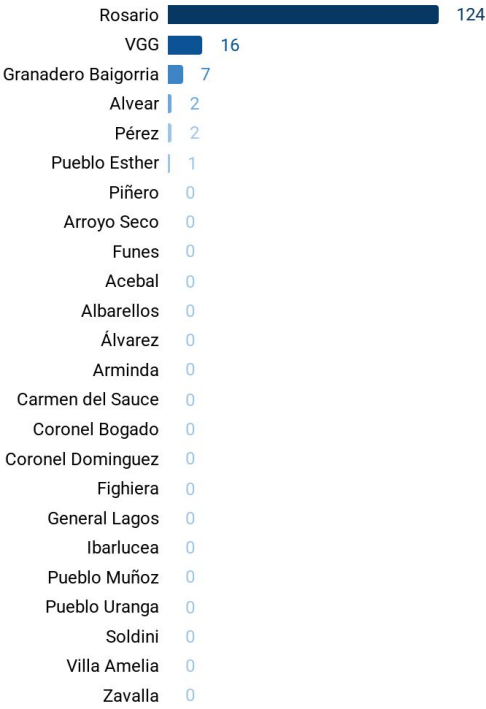 Rosario 124
VGG 16
Granadero Baigorria 7
Alvear 2
Pérez 2
Pueblo Esther 1
Piñero 0
Arroyo Seco 0
Funes 0
Acebal 0
Albarellos 0
Álvarez 0
Arminda 0
Carmen del Sauce 0
Coronel Bogado 0
Coronel Dominguez 0
Fighiera 0
General Lagos 0
Ibarlucea 0
Pueblo Muñoz 0
Pueblo Uranga 0
Soldini 0
Villa Amelia 0
Zavalla 0